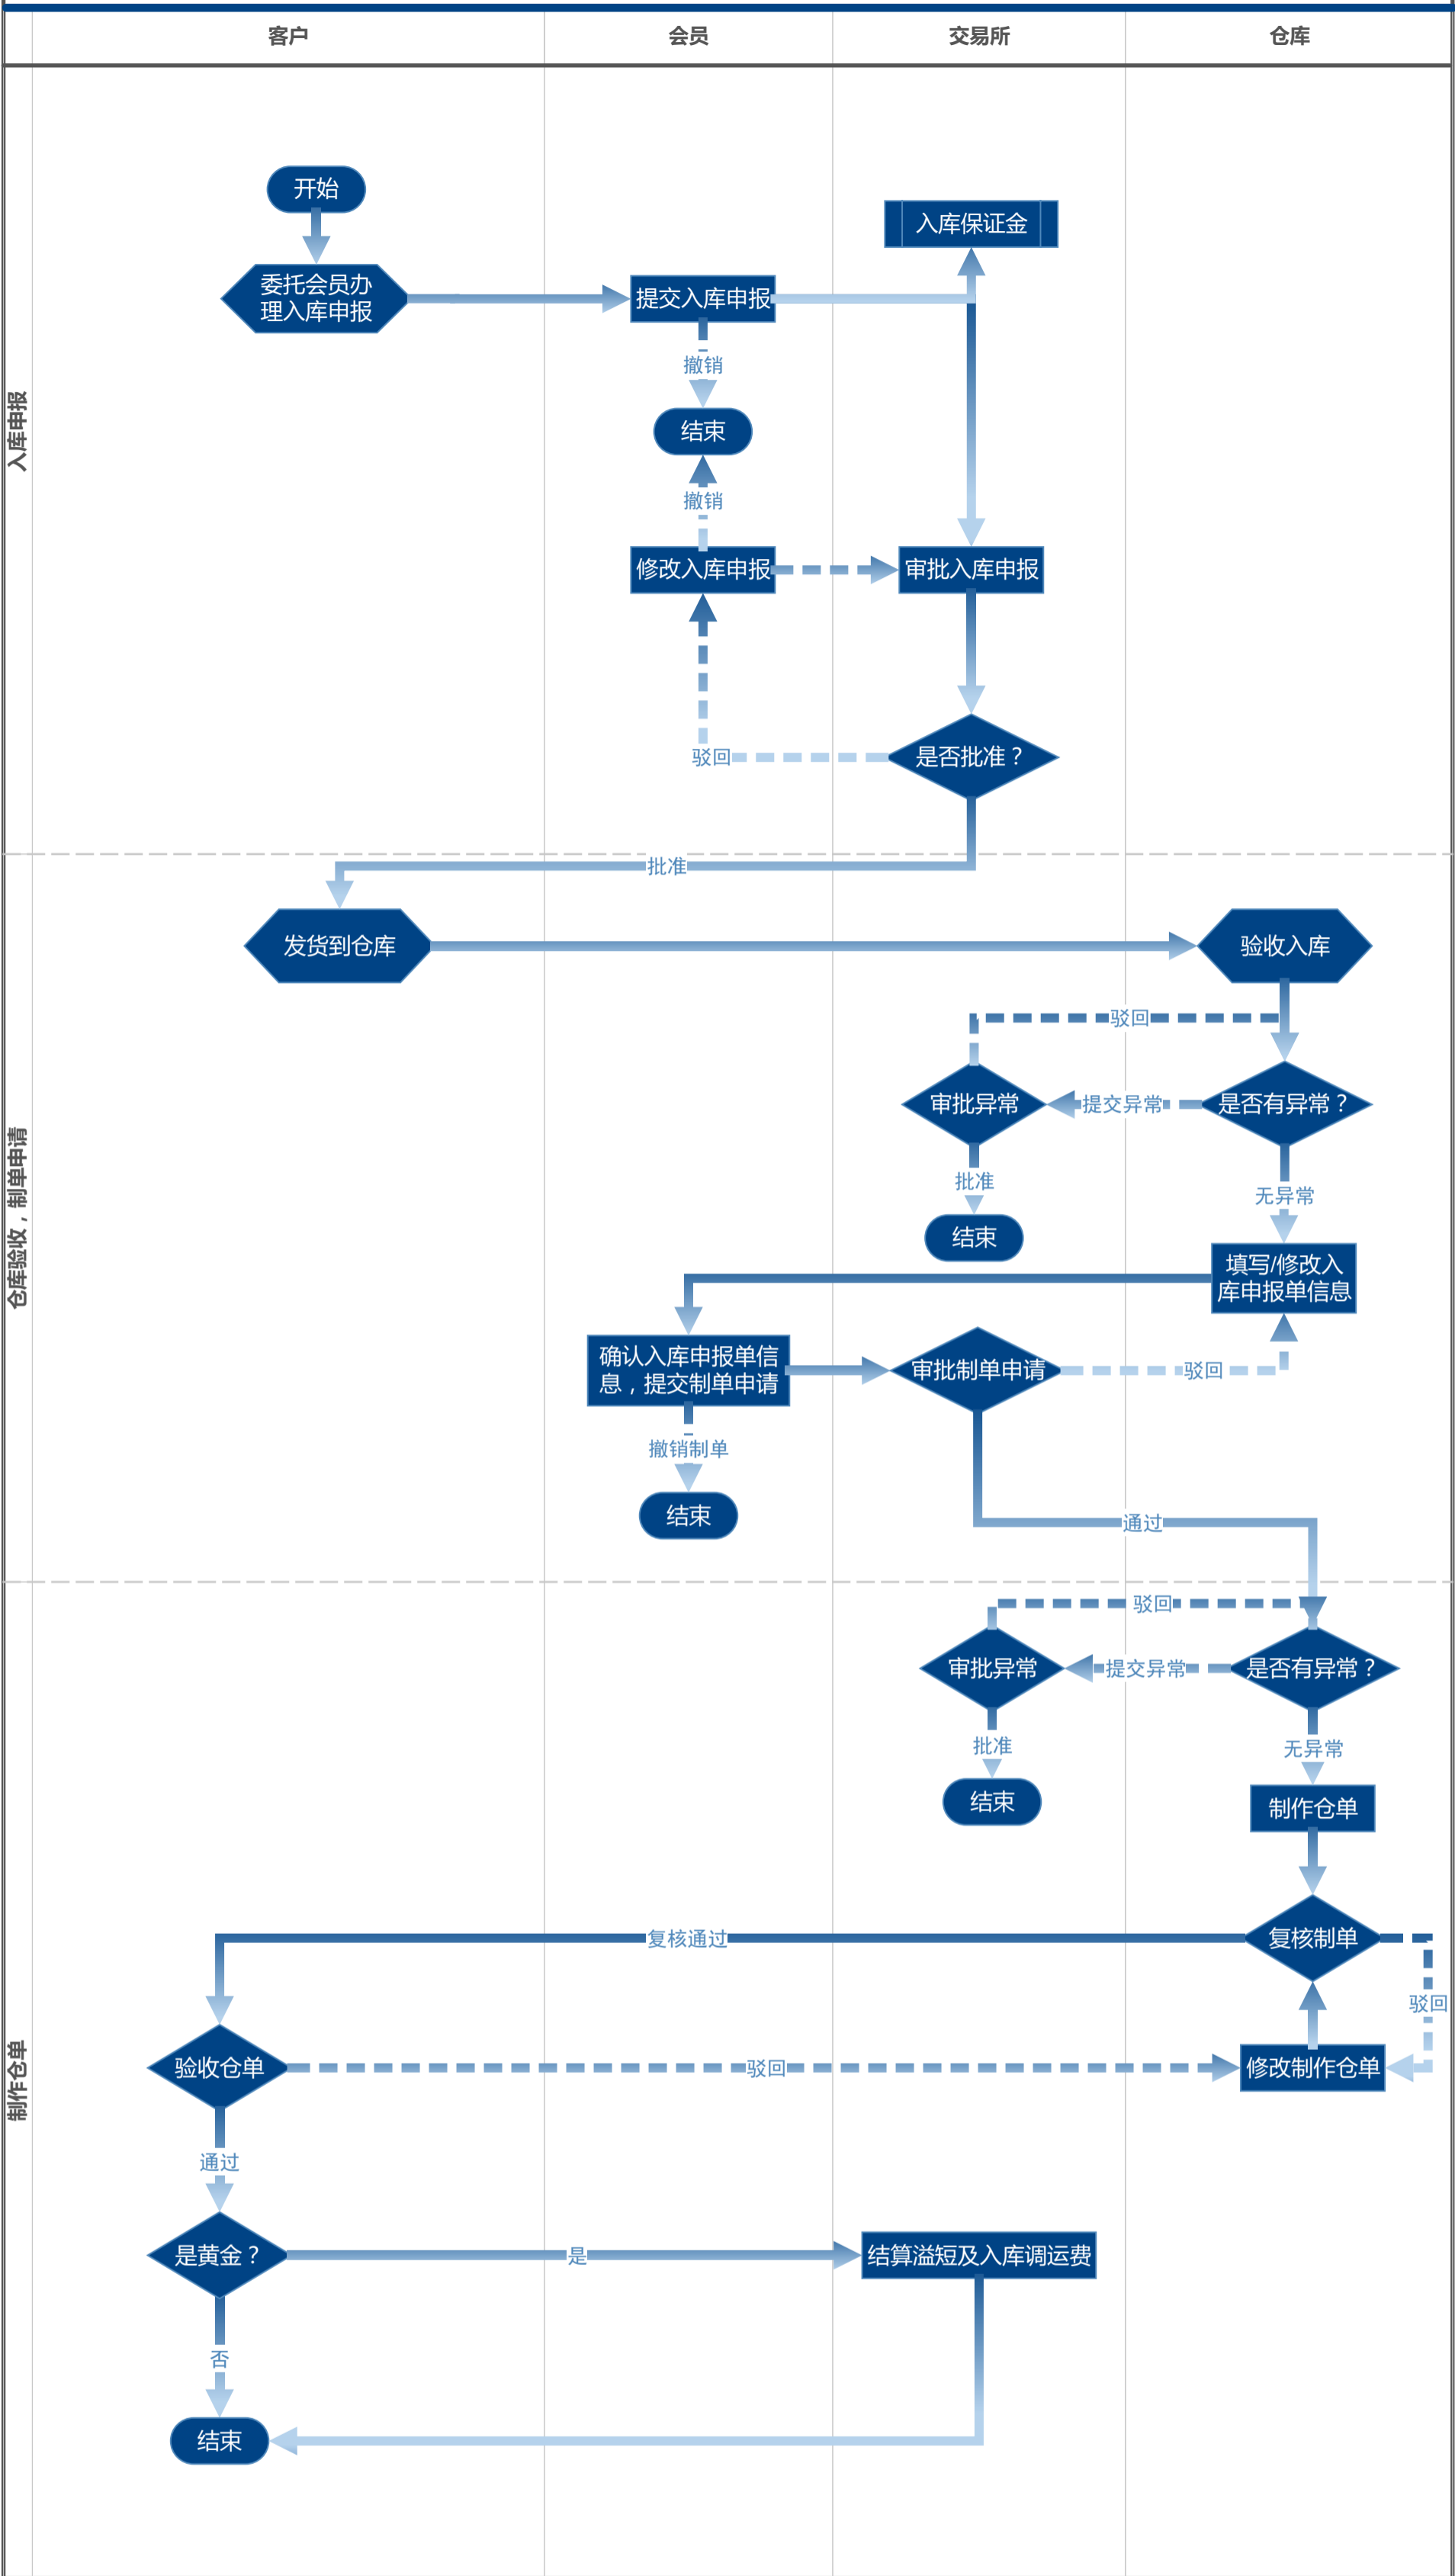 客户
会员
交易所
仓库
入库申报
开始
入库保证金
委托会员办
理入库申报
提交入库申报
撤销
结束
撤销
修改入库申报
审批入库申报
驳回
是否批准？
批准
仓库验收，制单申请
发货到仓库
验收入库
驳回
审批异常
提交异常
是否有异常？
批准
无异常
结束
填写/修改入
库申报单信息
确认入库申报单信
息，提交制单申请
审批制单申请
驳回
撤销制单
结束
通过
制作仓单
驳回
审批异常
提交异常
是否有异常？
批准
无异常
结束
制作仓单
复核通过
复核制单
驳回
验收仓单
驳回
修改制作仓单
通过
是黄金？
是
结算溢短及入库调运费
否
结束